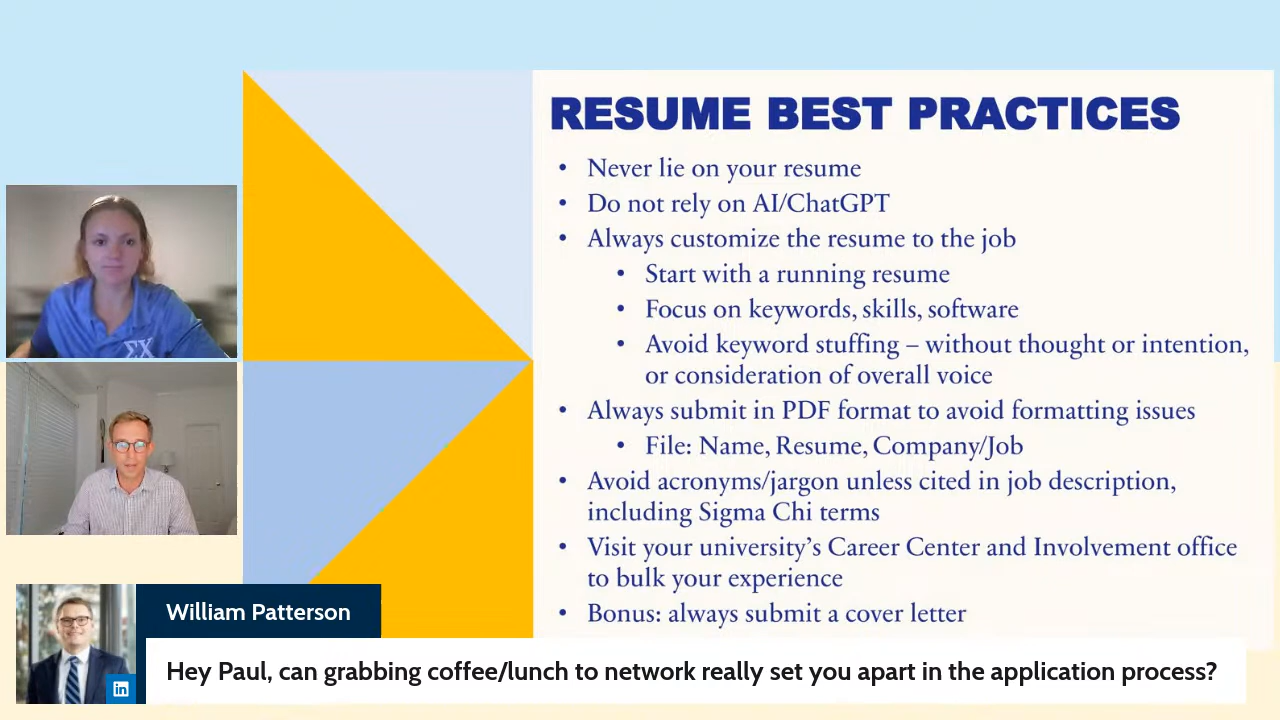 RESUME BEST PRACTICES
• Never lie on your resume
• Do not rely on AI/ChatGPT
• Always customize the resume to the job
• Start with a running resume
• Focus on keywords, skills, software
• Avoid keyword stuffing – without thought or intention,
or consideration of overall voice
• Always submit in PDF format to avoid formatting issues
• File: Name, Resume, Company/Job
• Avoid acronyms/jargon unless cited in job description,
including Sigma Chi terms
• Visit your university's Career Center and Involvement office
to bulk your experience
• Bonus: always submit a cover letter
ΣΧ
William Patterson
in
Hey Paul, can grabbing coffee/lunch to network really set you apart in the application process?